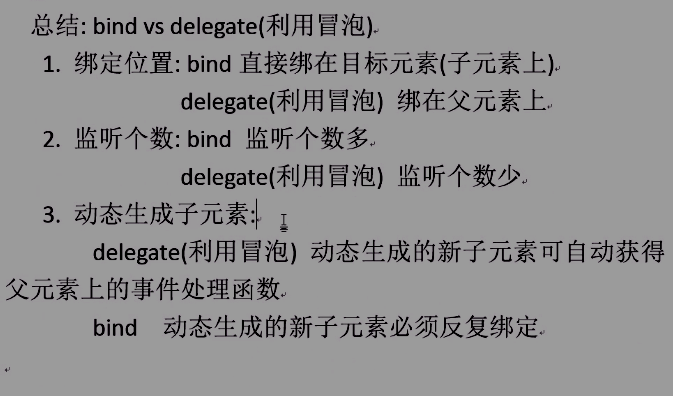 总结: bind vs delegate(利用冒泡)
1. 绑定位置: bind 直接绑在目标元素(子元素上)
delegate(利用冒泡) 绑在父元素上
2. 监听个数: bind 监听个数多
delegate(利用冒泡) 监听个数少
3. 动态生成子元素:
delegate(利用冒泡) 动态生成的新子元素可自动获得
父元素上的事件处理函数
bind 动态生成的新子元素必须反复绑定